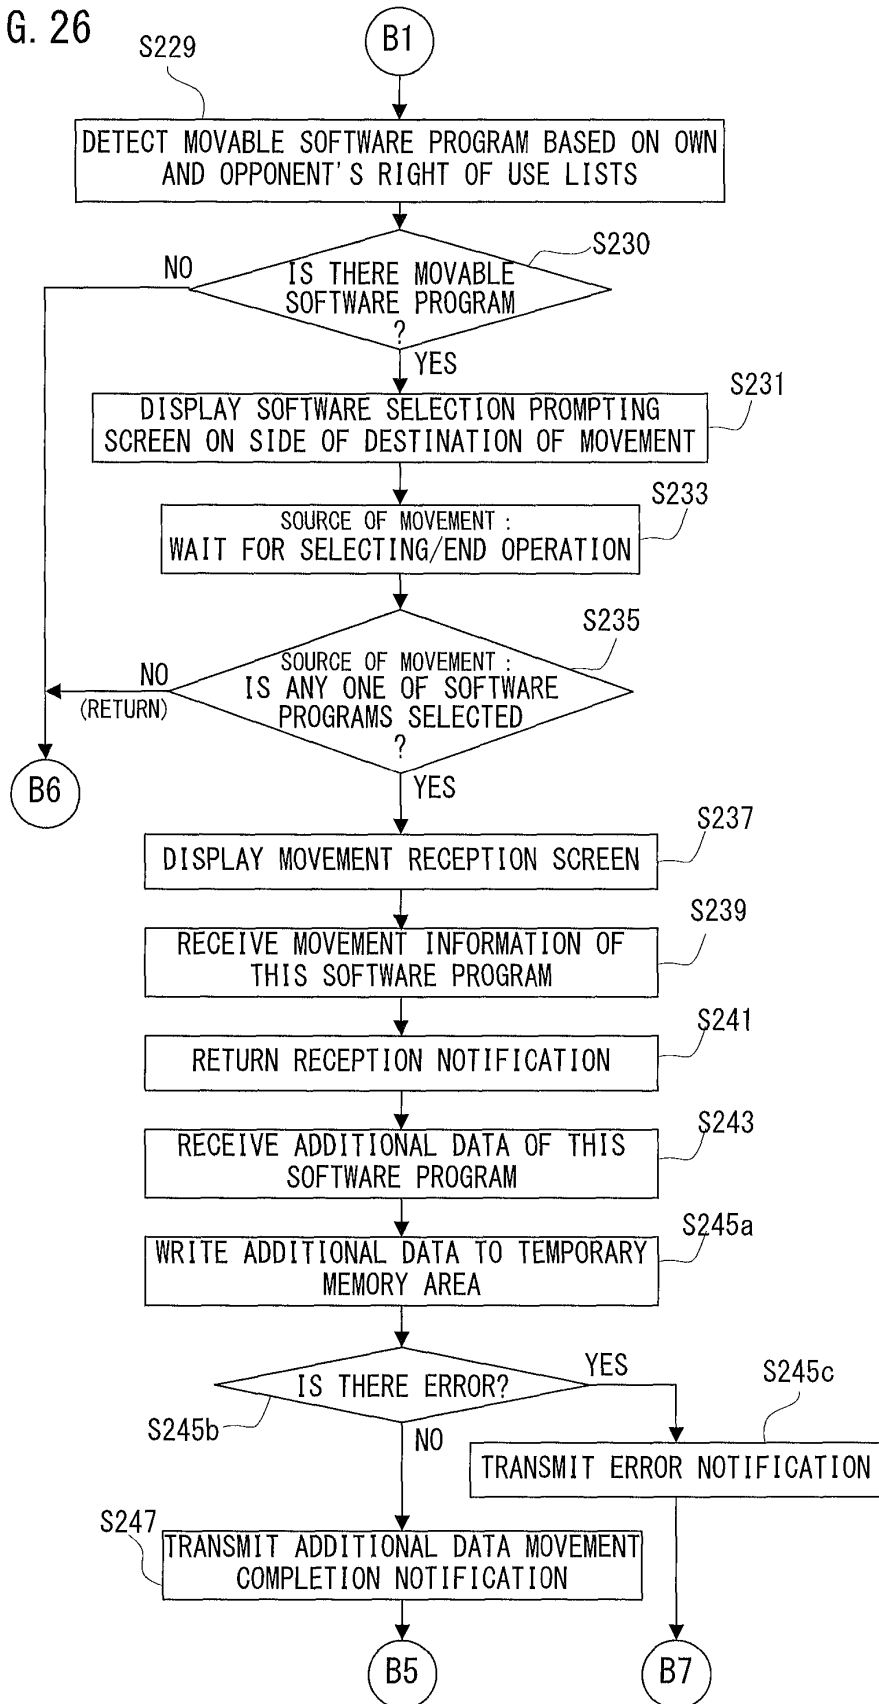 G. 26
B1
S229
DETECT MOVABLE SOFTWARE PROGRAM BASED ON OWN
AND OPPONENT'S RIGHT OF USE LISTS
S230
NO
IS THERE MOVABLE
SOFTWARE PROGRAM
?
YES
S231
DISPLAY SOFTWARE SELECTION PROMPTING
SCREEN ON SIDE OF DESTINATION OF MOVEMENT
S233
SOURCE OF MOVEMENT :
WAIT FOR SELECTING/END OPERATION
S235
SOURCE OF MOVEMENT :
IS ANY ONE OF SOFTWARE
PROGRAMS SELECTED
?
NO
(RETURN)
B6
YES
S237
DISPLAY MOVEMENT RECEPTION SCREEN
S239
RECEIVE MOVEMENT INFORMATION OF
THIS SOFTWARE PROGRAM
S241
RETURN RECEPTION NOTIFICATION
S243
RECEIVE ADDITIONAL DATA OF THIS
SOFTWARE PROGRAM
S245a
WRITE ADDITIONAL DATA TO TEMPORARY
MEMORY AREA
IS THERE ERROR?
YES
S245b
S245c
NO
TRANSMIT ERROR NOTIFICATION
S247
TRANSMIT ADDITIONAL DATA MOVEMENT
COMPLETION NOTIFICATION
B5
B7